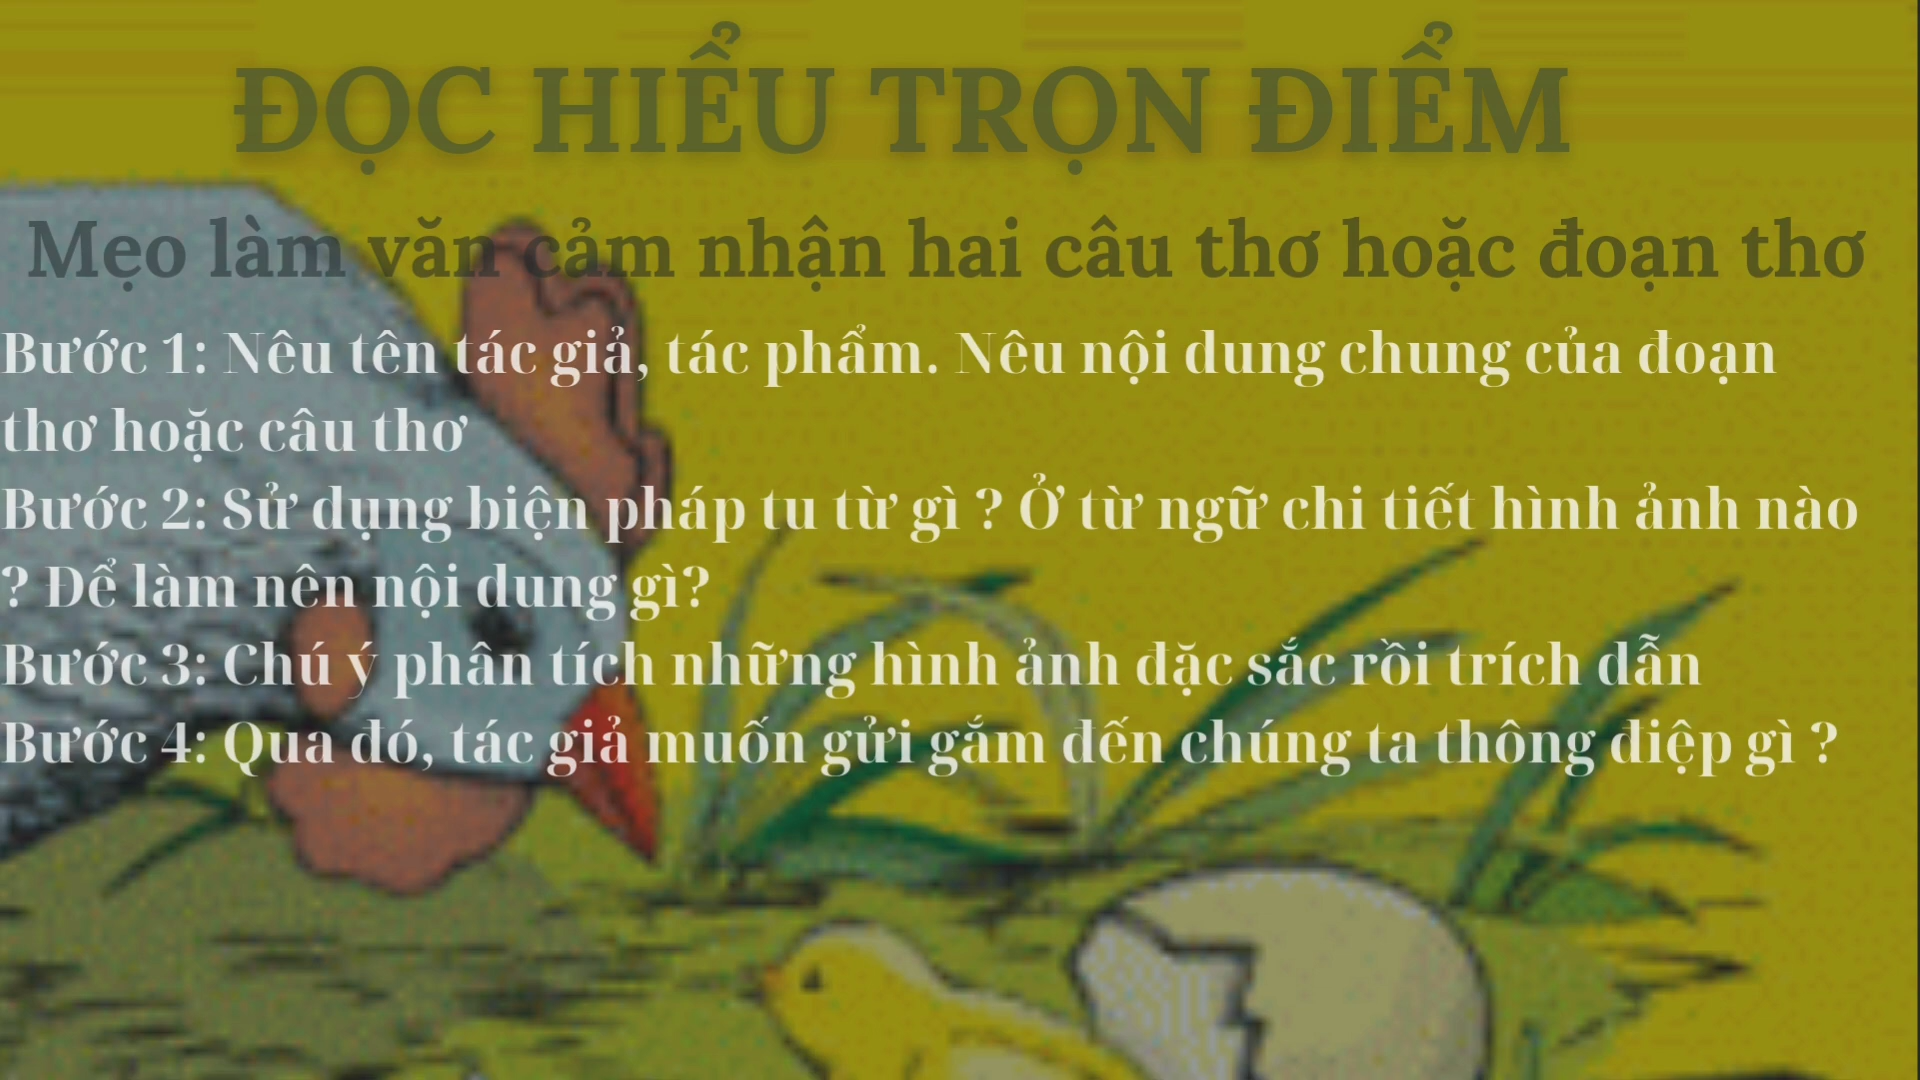 ĐỌC HIỂU TRỌN ĐIỂM
Mẹo làm văn cảm nhận hai câu thơ hoặc đoạn thơ
Bước 1: Nêu tên tác giả, tác phẩm. Nêu nội dung chung của đoạn
thơ hoặc câu thơ
Bước 2: Sử dụng biện pháp tu từ gì ? Ở từ ngữ chi tiết hình ảnh nào
? Để làm nên nội dung gì?
Bước 3: Chú ý phân tích những hình ảnh đặc sắc rồi trích dẫn
Bước 4: Qua đó, tác giả muốn gửi gắm đến chúng ta thông điệp gì ?